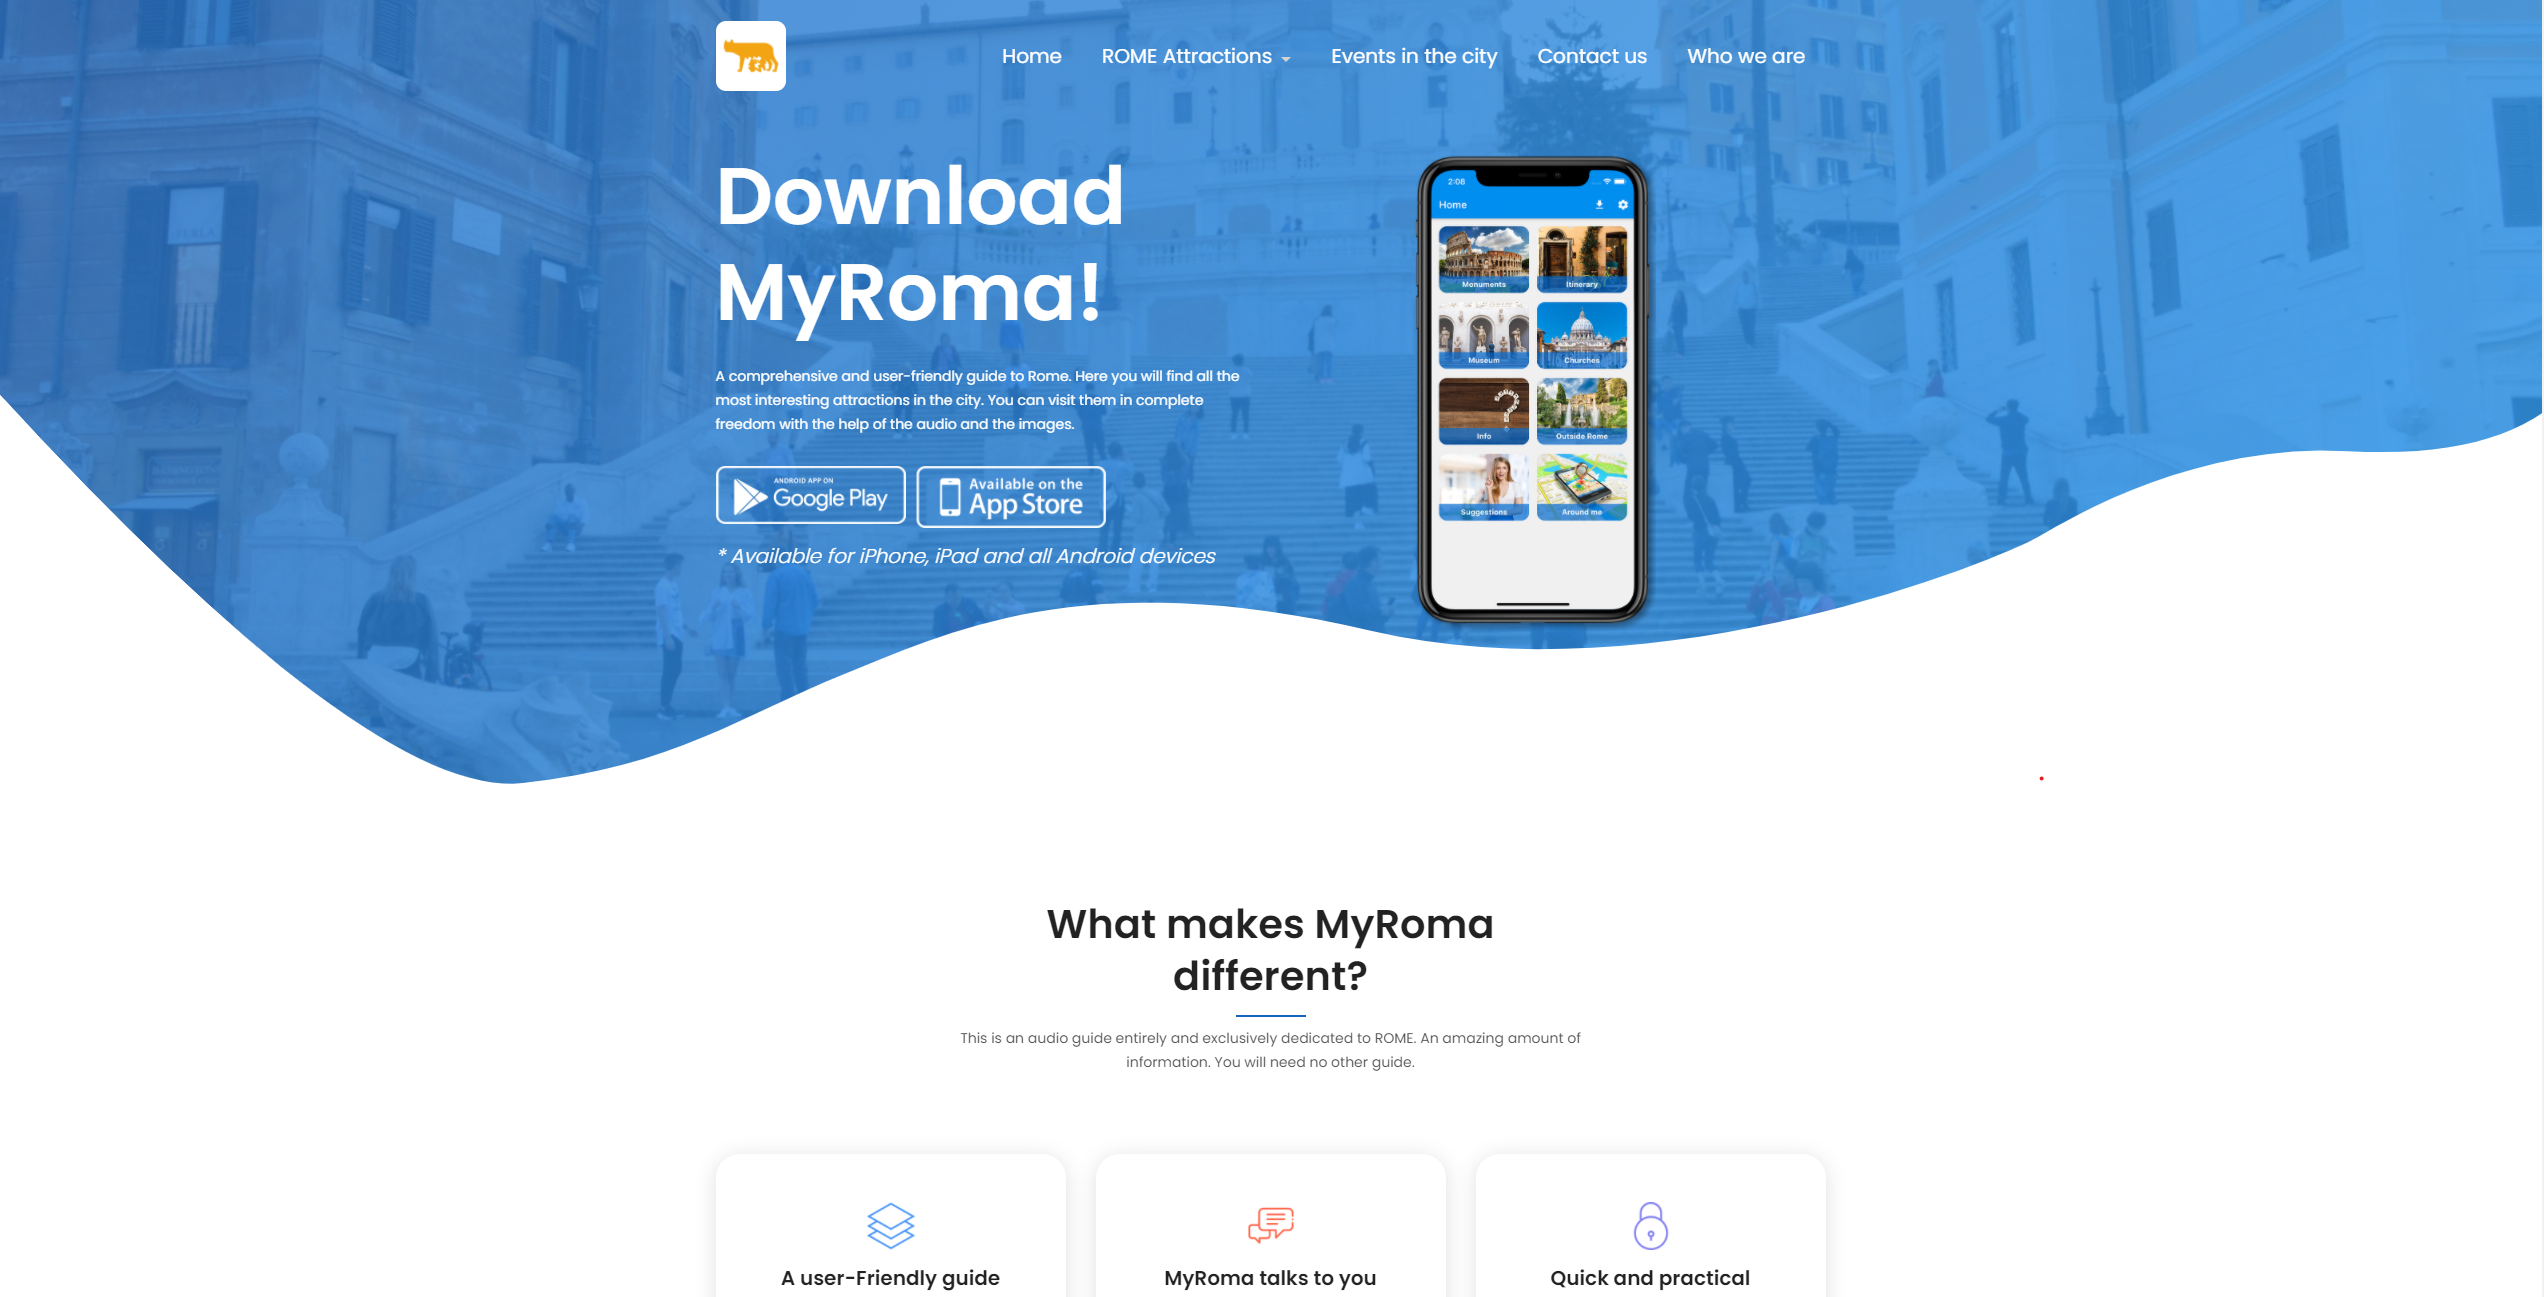 Home ROME Attractions Events in the city Contact us Who we are
Download
MyRoma!
A comprehensive and user-friendly guide to Rome. Here you will find all the
most interesting attractions in the city. You can visit them in complete
freedom with the help of the audio and the images.
ANDROID APP ON
Google Play
Available on the
App Store
* Available for iPhone, iPad and all Android devices
2:08
Home
Monuments Itinerary
Museum Churches
Info Outside Rome
Suggestions Around me
What makes MyRoma
different?
This is an audio guide entirely and exclusively dedicated to ROME. An amazing amount of
information. You will need no other guide.
A user-Friendly guide
MyRoma talks to you
Quick and practical